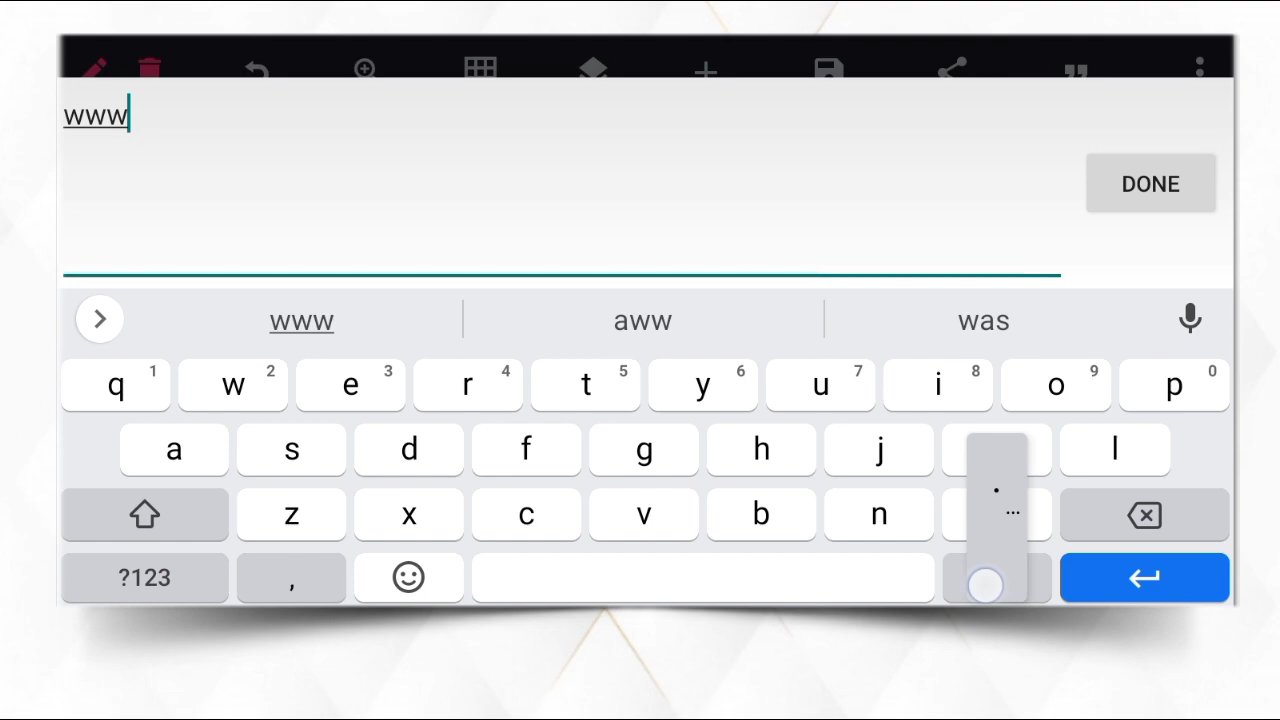 www
DONE
www aww was
q 1 w 2 e 3 r 4 t 5 y 6 u 7 i 8 o 9 p 0
a s d f g h j l
. 
z x c v b n ...
?123 ,